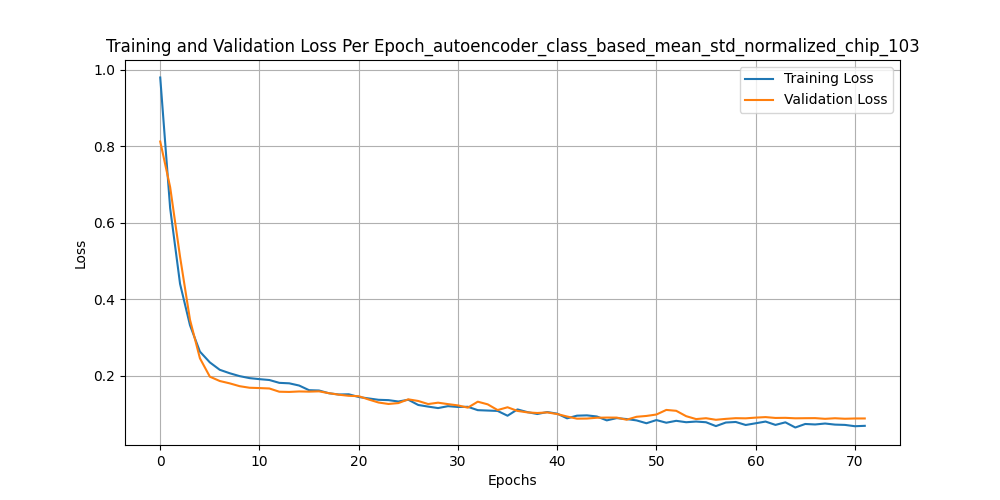 Training and Validation Loss Per Epoch_autoencoder_class_based_mean_std_normalized_chip_103
Training Loss
Validation Loss
1.0
0.8
0.6
0.4
0.2
Loss
0 10 20 30 40 50 60 70
Epochs